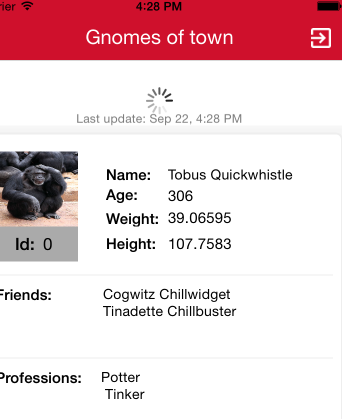 4:28 PM
Gnomes of town
Last update: Sep 22, 4:28 PM
Name: Tobus Quickwhistle
Age: 306
Weight: 39.06595
Height: 107.7583
Id: 0
Friends: Cogwitz Chillwidget
Tinadette Chillbuster
Professions: Potter
Tinker